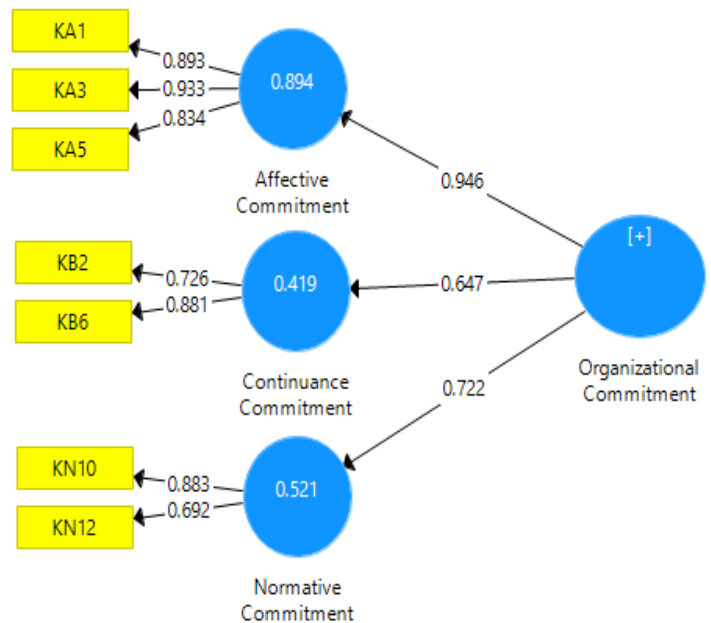 KA1
0.893
KA3
0.933
KA5
0.834
0.894
Affective
Commitment
0.946
KB2
0.726
KB6
0.881
0.419
Continuance
Commitment
0.647
[+]
Organizational
Commitment
0.722
KN10
0.883
KN12
0.692
0.521
Normative
Commitment